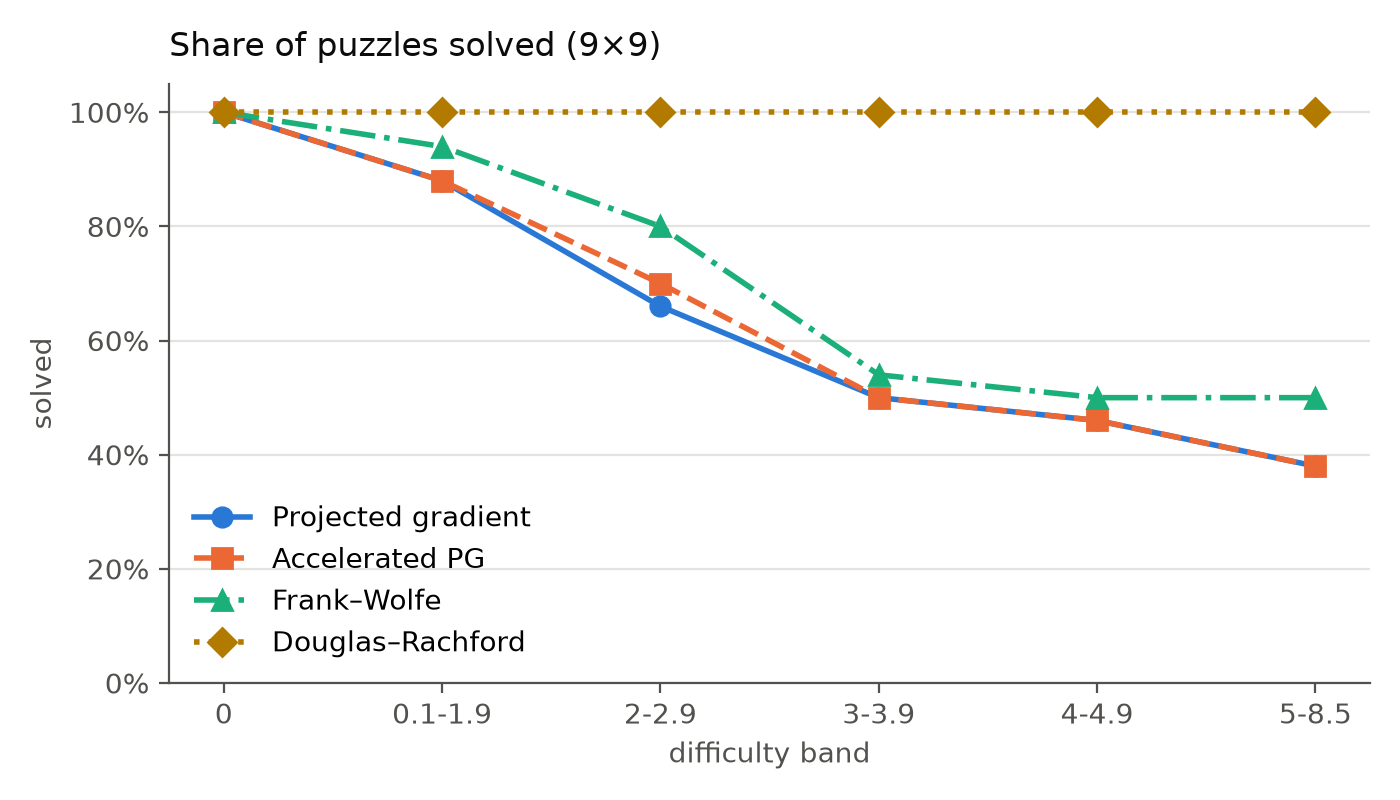 Share of puzzles solved (9×9)
100%
80%
60%
40%
20%
0%
solved
Projected gradient
Accelerated PG
Frank–Wolfe
Douglas–Rachford
0
0.1-1.9
2-2.9
3-3.9
4-4.9
5-8.5
difficulty band